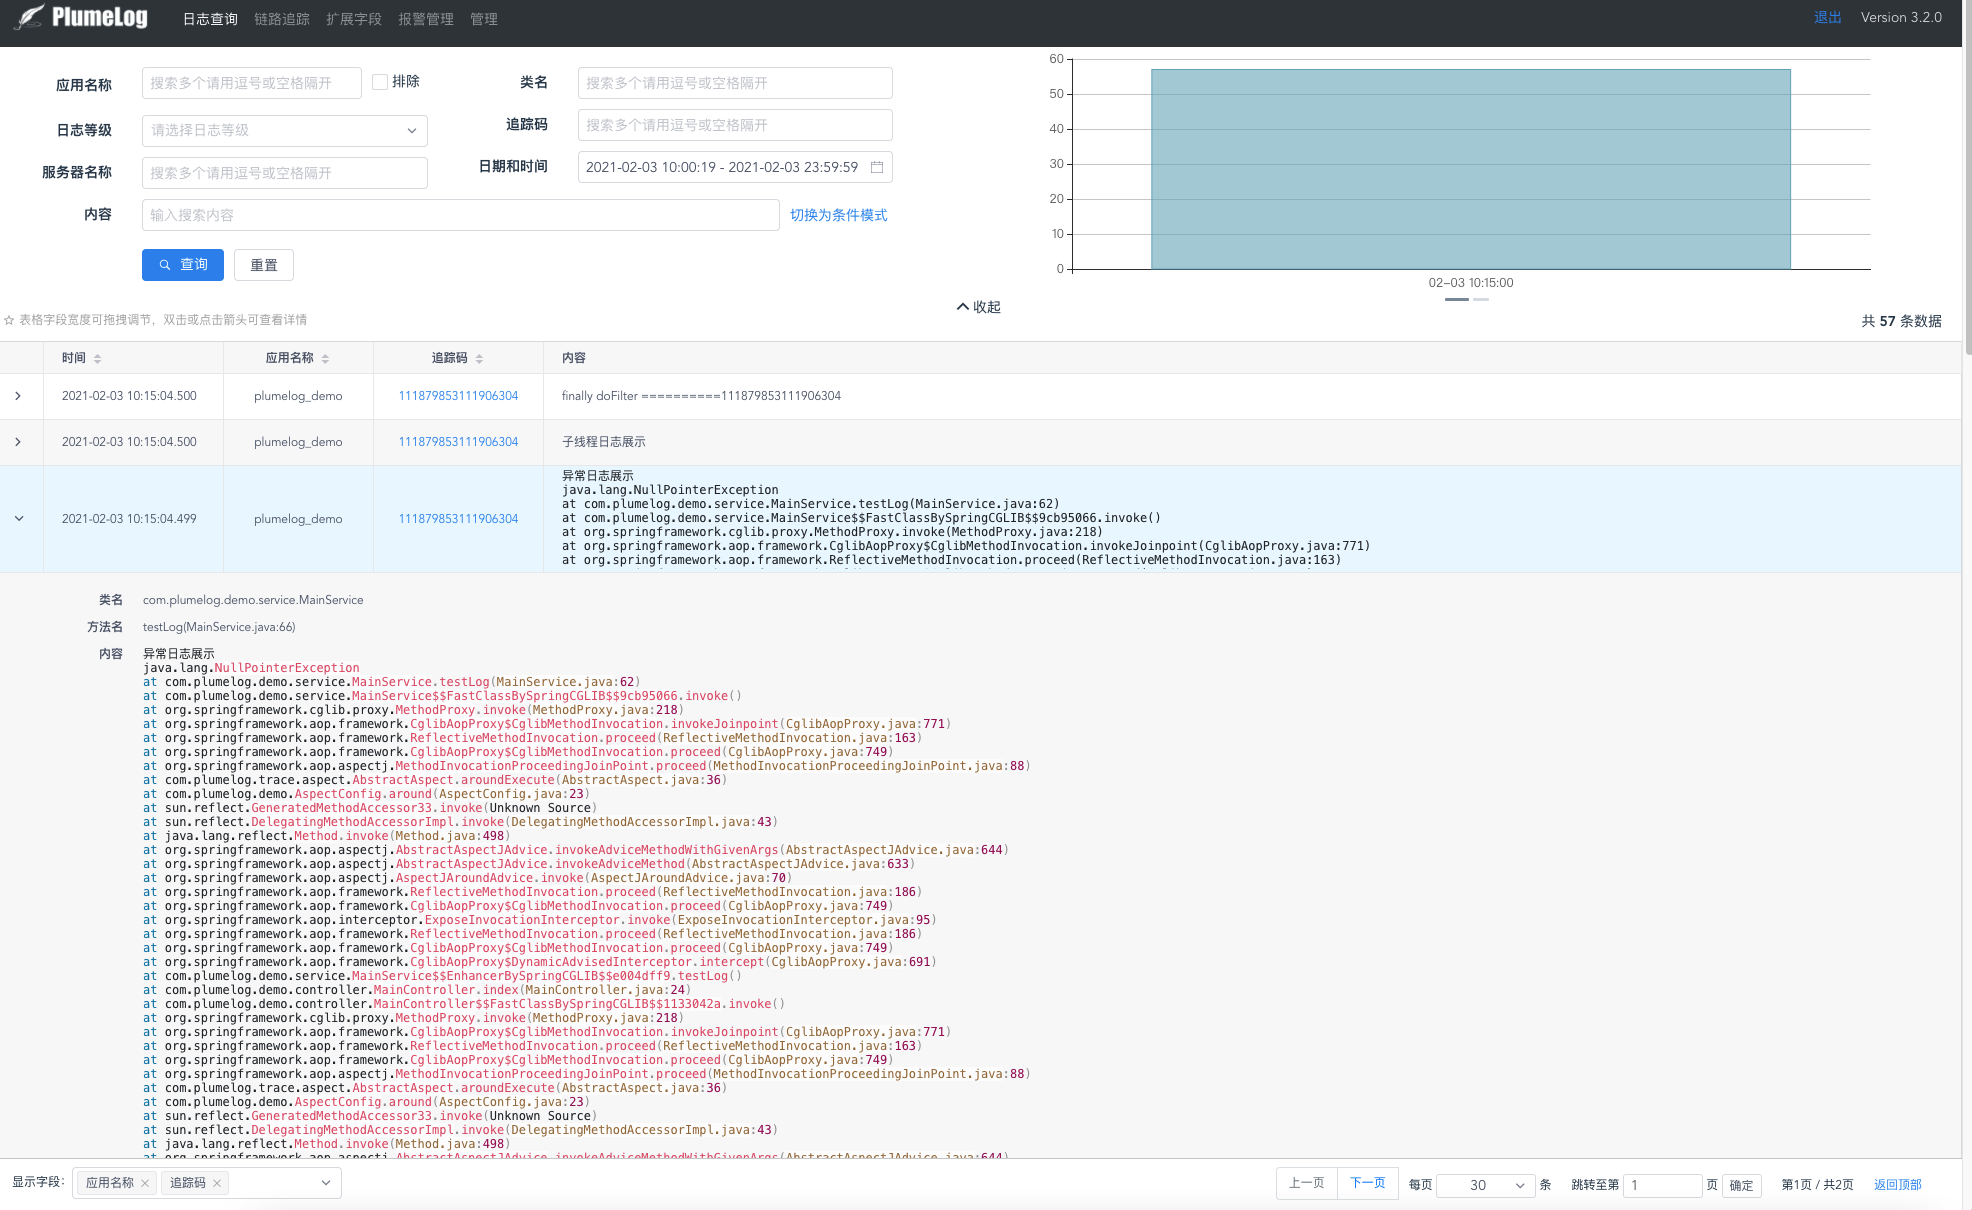 PlumeLog 日志查询 链路追踪 扩展字段 报警管理 管理 退出 Version 3.2.0
应用名称 搜索多个请用逗号或空格隔开 排除 类名 搜索多个请用逗号或空格隔开
日志等级 请选择日志等级 追踪码 搜索多个请用逗号或空格隔开
服务器名称 搜索多个请用逗号或空格隔开 日期和时间 2021-02-03 10:00:19 - 2021-02-03 23:59:59
内容 输入搜索内容 切换为条件模式
查询 重置
60
50
40
30
20
10
0
02-03 10:15:00
收起
☆ 表格字段宽度可拖拽调节，双击或点击箭头可查看详情
共 57 条数据
时间 应用名称 追踪码 内容
2021-02-03 10:15:04.500 plumelog_demo 111879853111906304 finally doFilter ==========111879853111906304
2021-02-03 10:15:04.500 plumelog_demo 111879853111906304 子线程日志展示
2021-02-03 10:15:04.499 plumelog_demo 111879853111906304
异常日志展示
java.lang.NullPointerException
at com.plumelog.demo.service.MainService.testLog(MainService.java:62)
at com.plumelog.demo.service.MainService$$FastClassBySpringCGLIB$$9cb95066.invoke()
at org.springframework.cglib.proxy.MethodProxy.invoke(MethodProxy.java:218)
at org.springframework.aop.framework.CglibAopProxy$CglibMethodInvocation.invokeJoinpoint(CglibAopProxy.java:771)
at org.springframework.aop.framework.ReflectiveMethodInvocation.proceed(ReflectiveMethodInvocation.java:163)
类名 com.plumelog.demo.service.MainService
方法名 testLog(MainService.java:66)
内容 异常日志展示
java.lang.NullPointerException
at com.plumelog.demo.service.MainService.testLog(MainService.java:62)
at com.plumelog.demo.service.MainService$$FastClassBySpringCGLIB$$9cb95066.invoke()
at org.springframework.cglib.proxy.MethodProxy.invoke(MethodProxy.java:218)
at org.springframework.aop.framework.CglibAopProxy$CglibMethodInvocation.invokeJoinpoint(CglibAopProxy.java:771)
at org.springframework.aop.framework.ReflectiveMethodInvocation.proceed(ReflectiveMethodInvocation.java:163)
at org.springframework.aop.framework.CglibAopProxy$CglibMethodInvocation.proceed(CglibAopProxy.java:749)
at org.springframework.aop.aspectj.MethodInvocationProceedingJoinPoint.proceed(MethodInvocationProceedingJoinPoint.java:88)
at com.plumelog.trace.aspect.AbstractAspect.aroundExecute(AbstractAspect.java:36)
at com.plumelog.demo.AspectConfig.around(AspectConfig.java:23)
at sun.reflect.GeneratedMethodAccessor33.invoke(Unknown Source)
at sun.reflect.DelegatingMethodAccessorImpl.invoke(DelegatingMethodAccessorImpl.java:43)
at java.lang.reflect.Method.invoke(Method.java:498)
at org.springframework.aop.aspectj.AbstractAspectJAdvice.invokeAdviceMethodWithGivenArgs(AbstractAspectJAdvice.java:644)
at org.springframework.aop.aspectj.AbstractAspectJAdvice.invokeAdviceMethod(AbstractAspectJAdvice.java:633)
at org.springframework.aop.aspectj.AspectJAroundAdvice.invoke(AspectJAroundAdvice.java:70)
at org.springframework.aop.framework.ReflectiveMethodInvocation.proceed(ReflectiveMethodInvocation.java:186)
at org.springframework.aop.framework.CglibAopProxy$CglibMethodInvocation.proceed(CglibAopProxy.java:749)
at org.springframework.aop.interceptor.ExposeInvocationInterceptor.invoke(ExposeInvocationInterceptor.java:95)
at org.springframework.aop.framework.ReflectiveMethodInvocation.proceed(ReflectiveMethodInvocation.java:186)
at org.springframework.aop.framework.CglibAopProxy$CglibMethodInvocation.proceed(CglibAopProxy.java:749)
at org.springframework.aop.framework.CglibAopProxy$DynamicAdvisedInterceptor.intercept(CglibAopProxy.java:691)
at com.plumelog.demo.service.MainService$$EnhancerBySpringCGLIB$$e004dff9.testLog()
at com.plumelog.demo.controller.MainController.index(MainController.java:24)
at com.plumelog.demo.controller.MainController$$FastClassBySpringCGLIB$$1133042a.invoke()
at org.springframework.cglib.proxy.MethodProxy.invoke(MethodProxy.java:218)
at org.springframework.aop.framework.CglibAopProxy$CglibMethodInvocation.invokeJoinpoint(CglibAopProxy.java:771)
at org.springframework.aop.framework.ReflectiveMethodInvocation.proceed(ReflectiveMethodInvocation.java:163)
at org.springframework.aop.framework.CglibAopProxy$CglibMethodInvocation.proceed(CglibAopProxy.java:749)
at org.springframework.aop.aspectj.MethodInvocationProceedingJoinPoint.proceed(MethodInvocationProceedingJoinPoint.java:88)
at com.plumelog.trace.aspect.AbstractAspect.aroundExecute(AbstractAspect.java:36)
at com.plumelog.demo.AspectConfig.around(AspectConfig.java:23)
at sun.reflect.GeneratedMethodAccessor33.invoke(Unknown Source)
at sun.reflect.DelegatingMethodAccessorImpl.invoke(DelegatingMethodAccessorImpl.java:43)
at java.lang.reflect.Method.invoke(Method.java:498)
at org.springframework.aop.aspectj.AbstractAspectJAdvice.invokeAdviceMethodWithGivenArgs(AbstractAspectJAdvice.java:644)
显示字段: 应用名称 × 追踪码 × 上一页 下一页 每页 30 条 跳转至第 1 页 确定 第1页 / 共2页 返回顶部